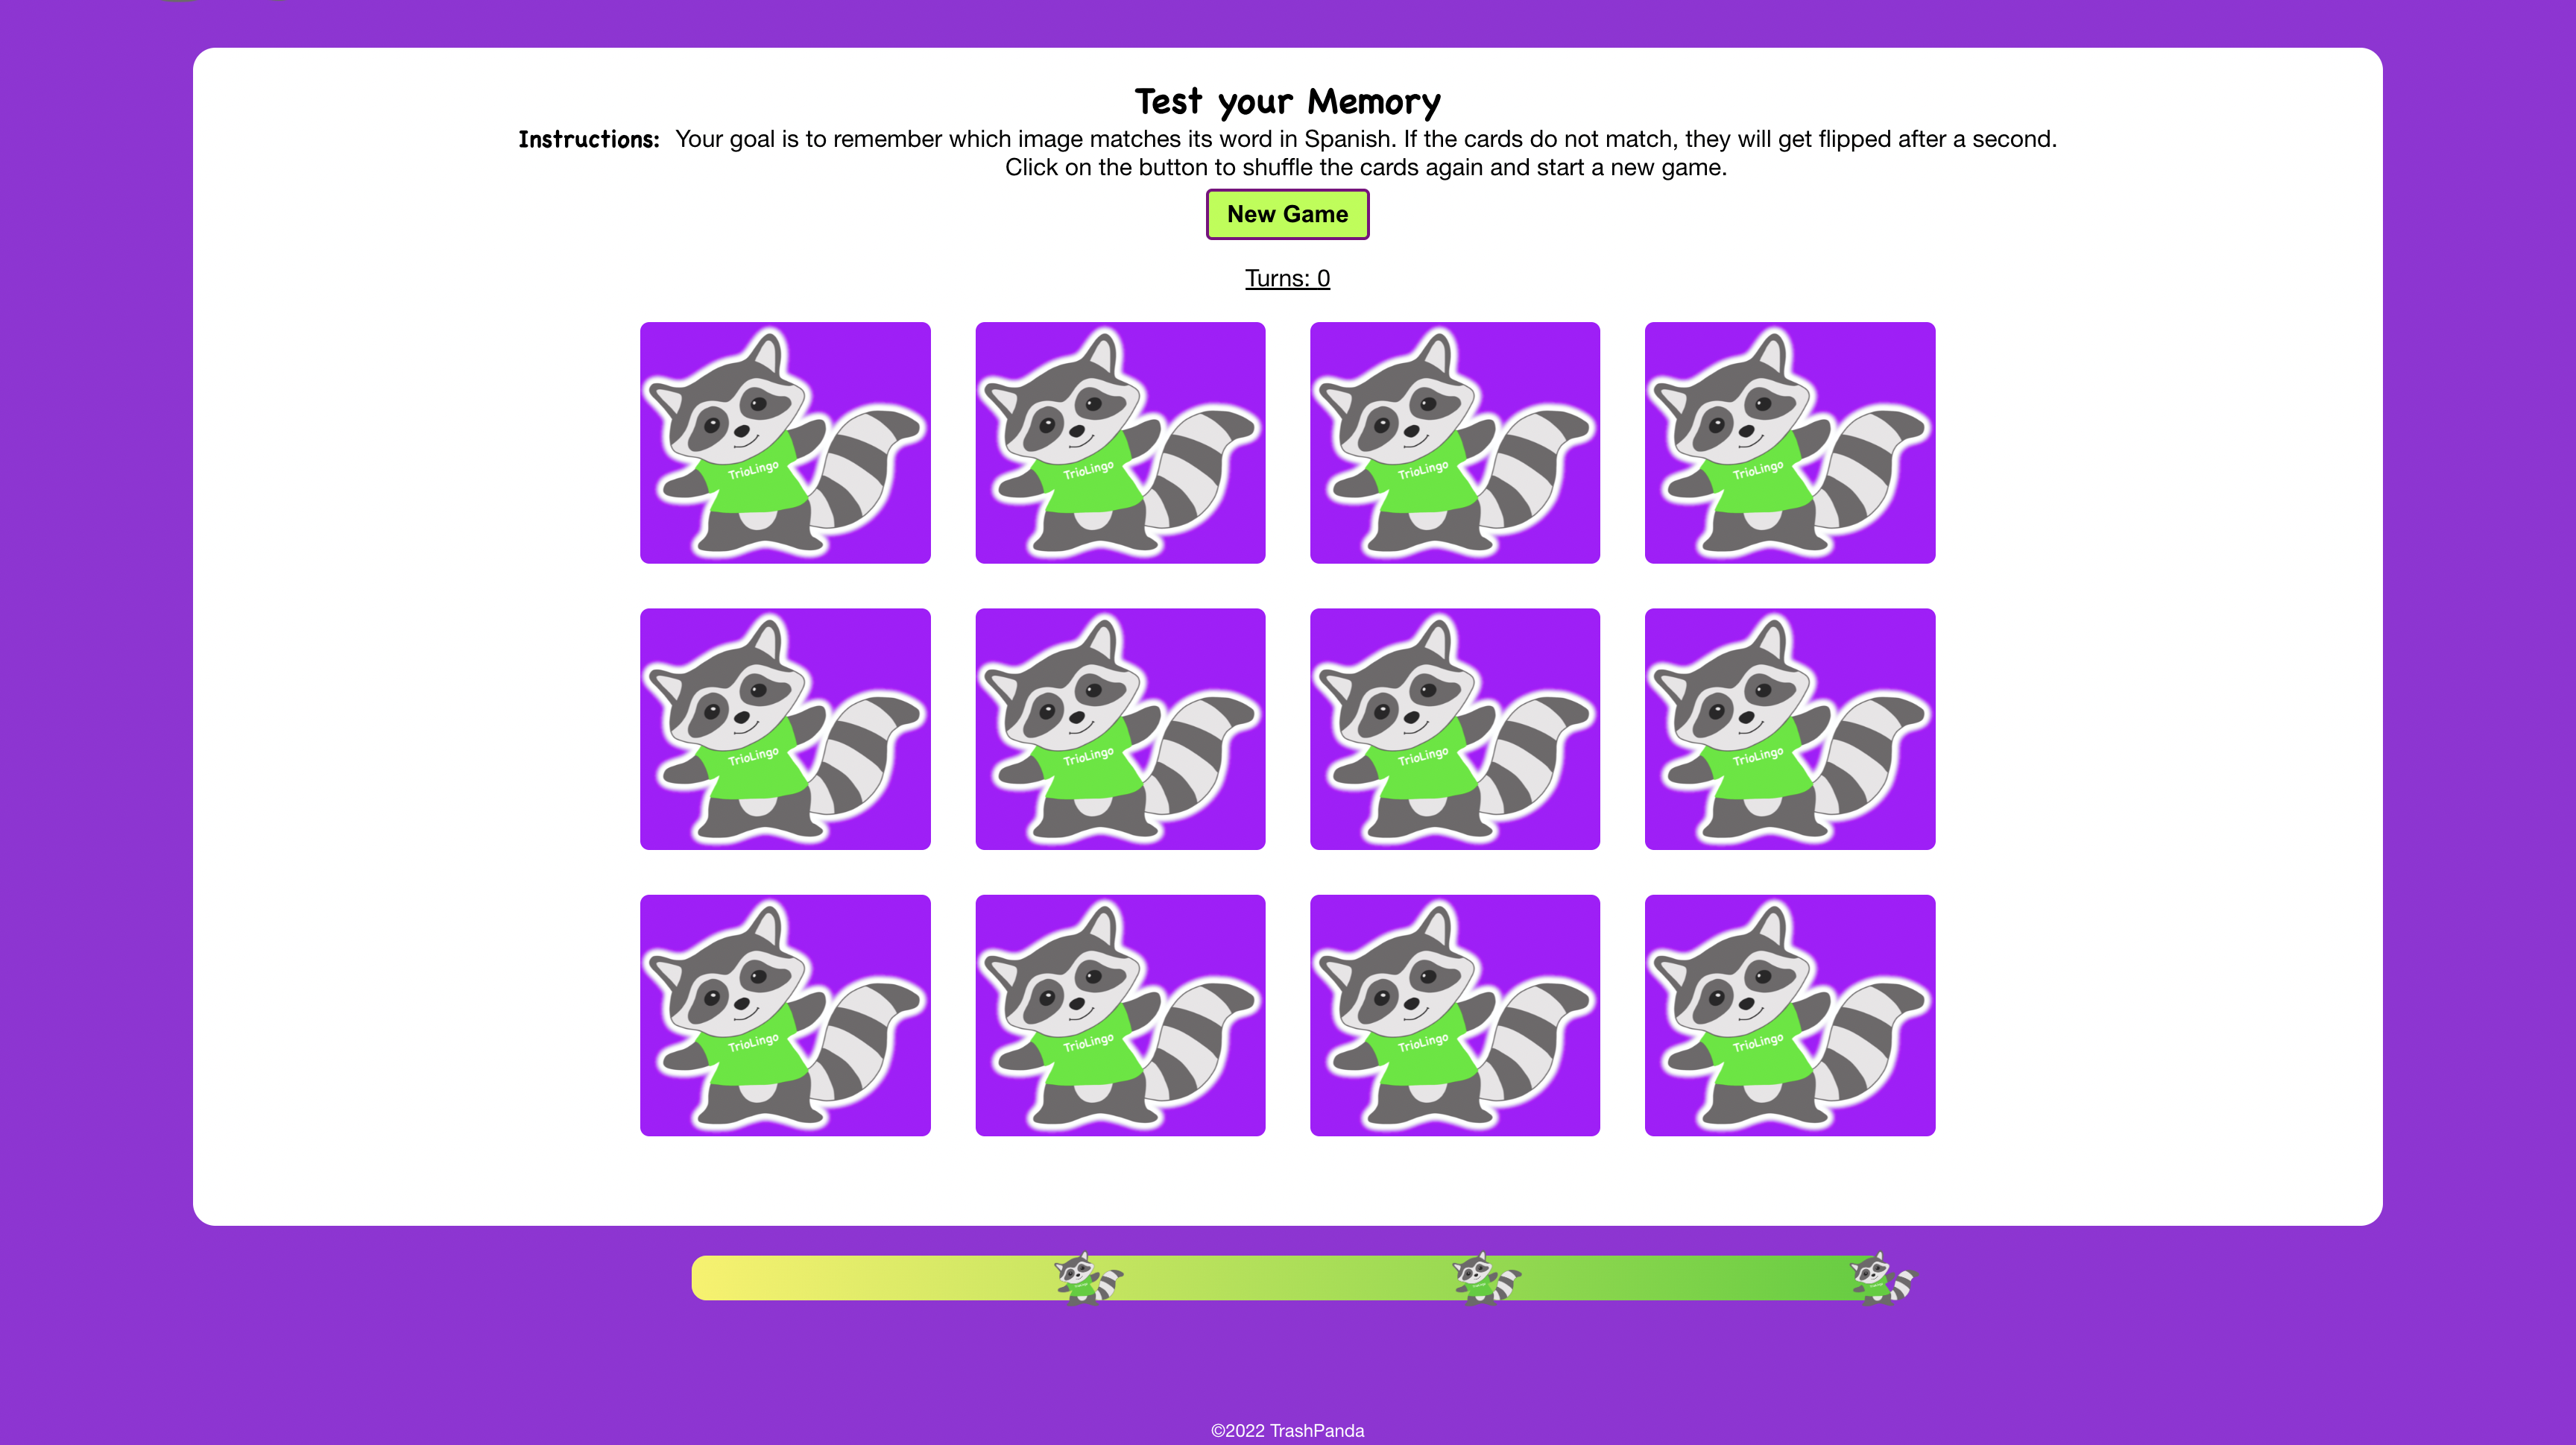 Test your Memory
Instructions: Your goal is to remember which image matches its word in Spanish. If the cards do not match, they will get flipped after a second.
Click on the button to shuffle the cards again and start a new game.
New Game
Turns: 0
TrioLingo
TrioLingo
TrioLingo
TrioLingo
TrioLingo
TrioLingo
TrioLingo
TrioLingo
TrioLingo
TrioLingo
TrioLingo
TrioLingo
©2022 TrashPanda